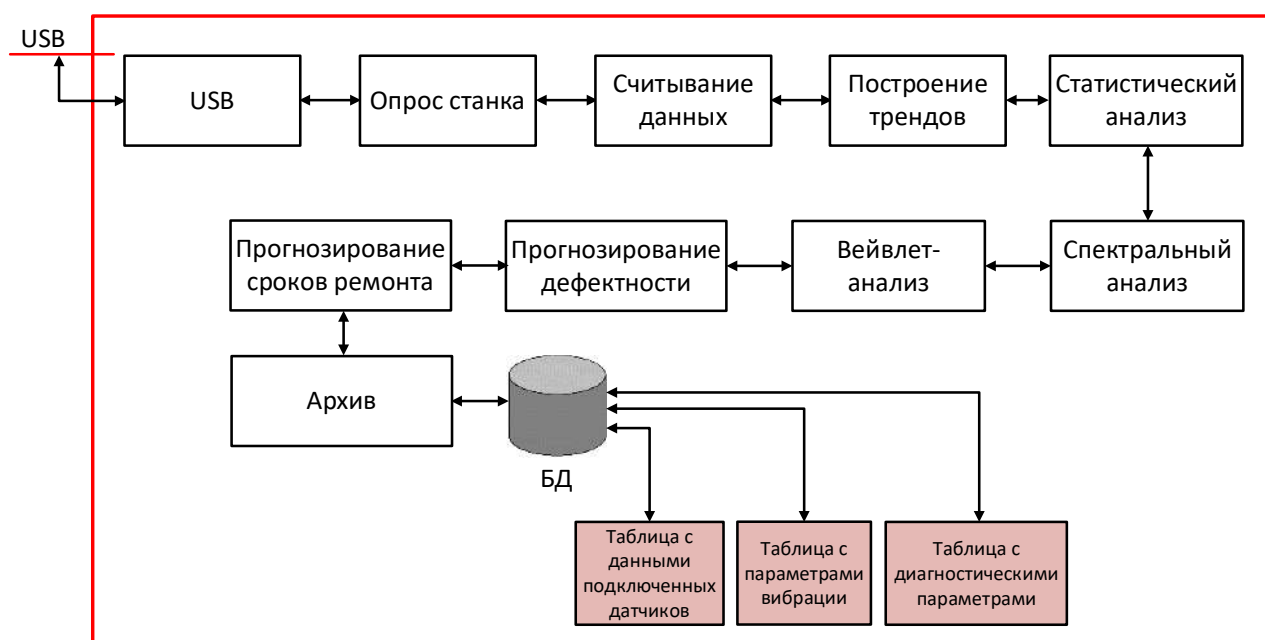 USB
USB
Опрос станка
Считывание
данных
Построение
трендов
Статистический
анализ
Прогнозирование
сроков ремонта
Прогнозирование
дефектности
Вейвлет-
анализ
Спектральный
анализ
Архив
БД
Таблица с
данными
подключенных
датчиков
Таблица с
параметрами
вибрации
Таблица с
диагностическими
параметрами